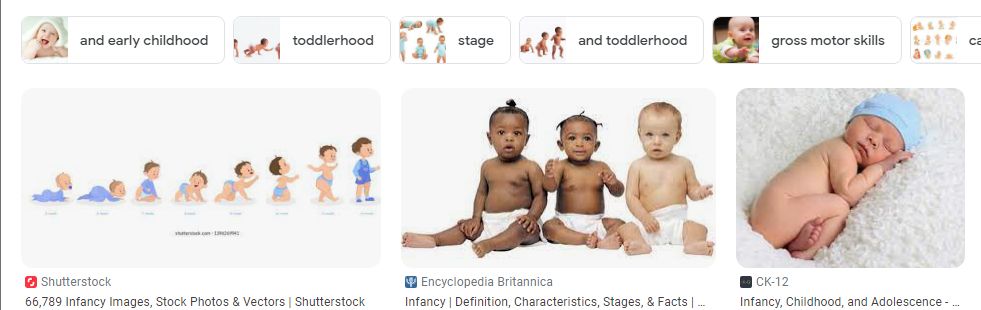 and early childhood
toddlerhood
stage
and toddlerhood
gross motor skills
ca
shutterstock.com · 1390269941
Shutterstock
66,789 Infancy Images, Stock Photos & Vectors | Shutterstock
Encyclopedia Britannica
Infancy | Definition, Characteristics, Stages, & Facts | ...
CK-12
Infancy, Childhood, and Adolescence - ...